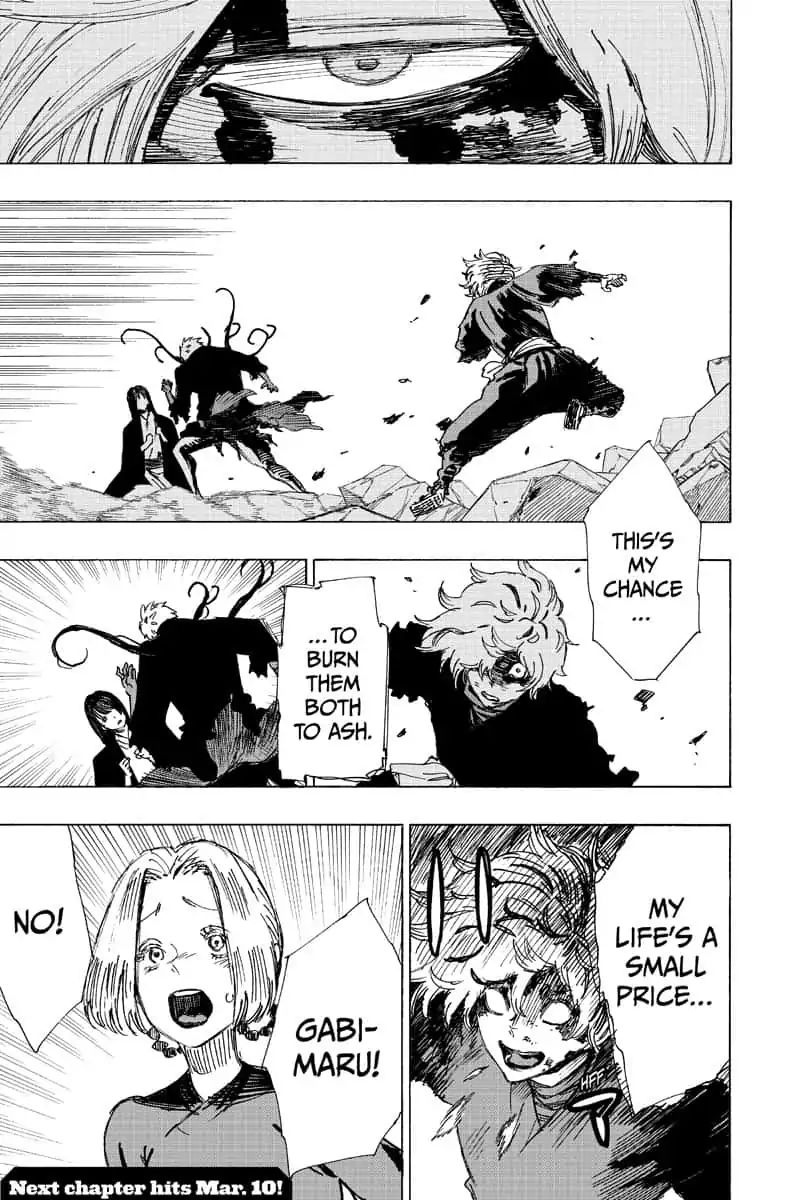 THIS'S
MY
CHANCE
...
...TO
BURN
THEM
BOTH
TO ASH.
MY
LIFE'S A
SMALL
PRICE...
HFF
GABI-
MARU!
NO!
Next chapter hits Mar. 10!